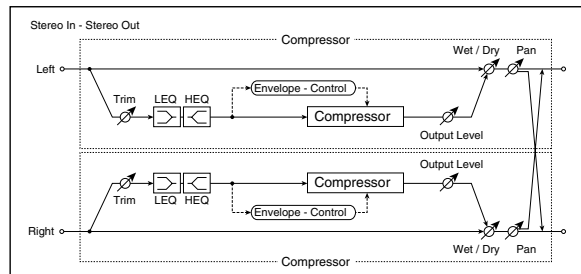 Stereo In - Stereo Out
Compressor
Wet / Dry Pan
Left
Trim LEQ HEQ
Envelope - Control
Compressor
Output Level
Output Level
Compressor
Trim LEQ HEQ
Envelope - Control
Right
Wet / Dry Pan
Compressor